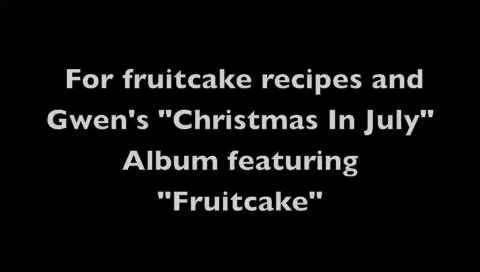 For fruitcake recipes and
Gwen's "Christmas In July"
Album featuring
"Fruitcake"